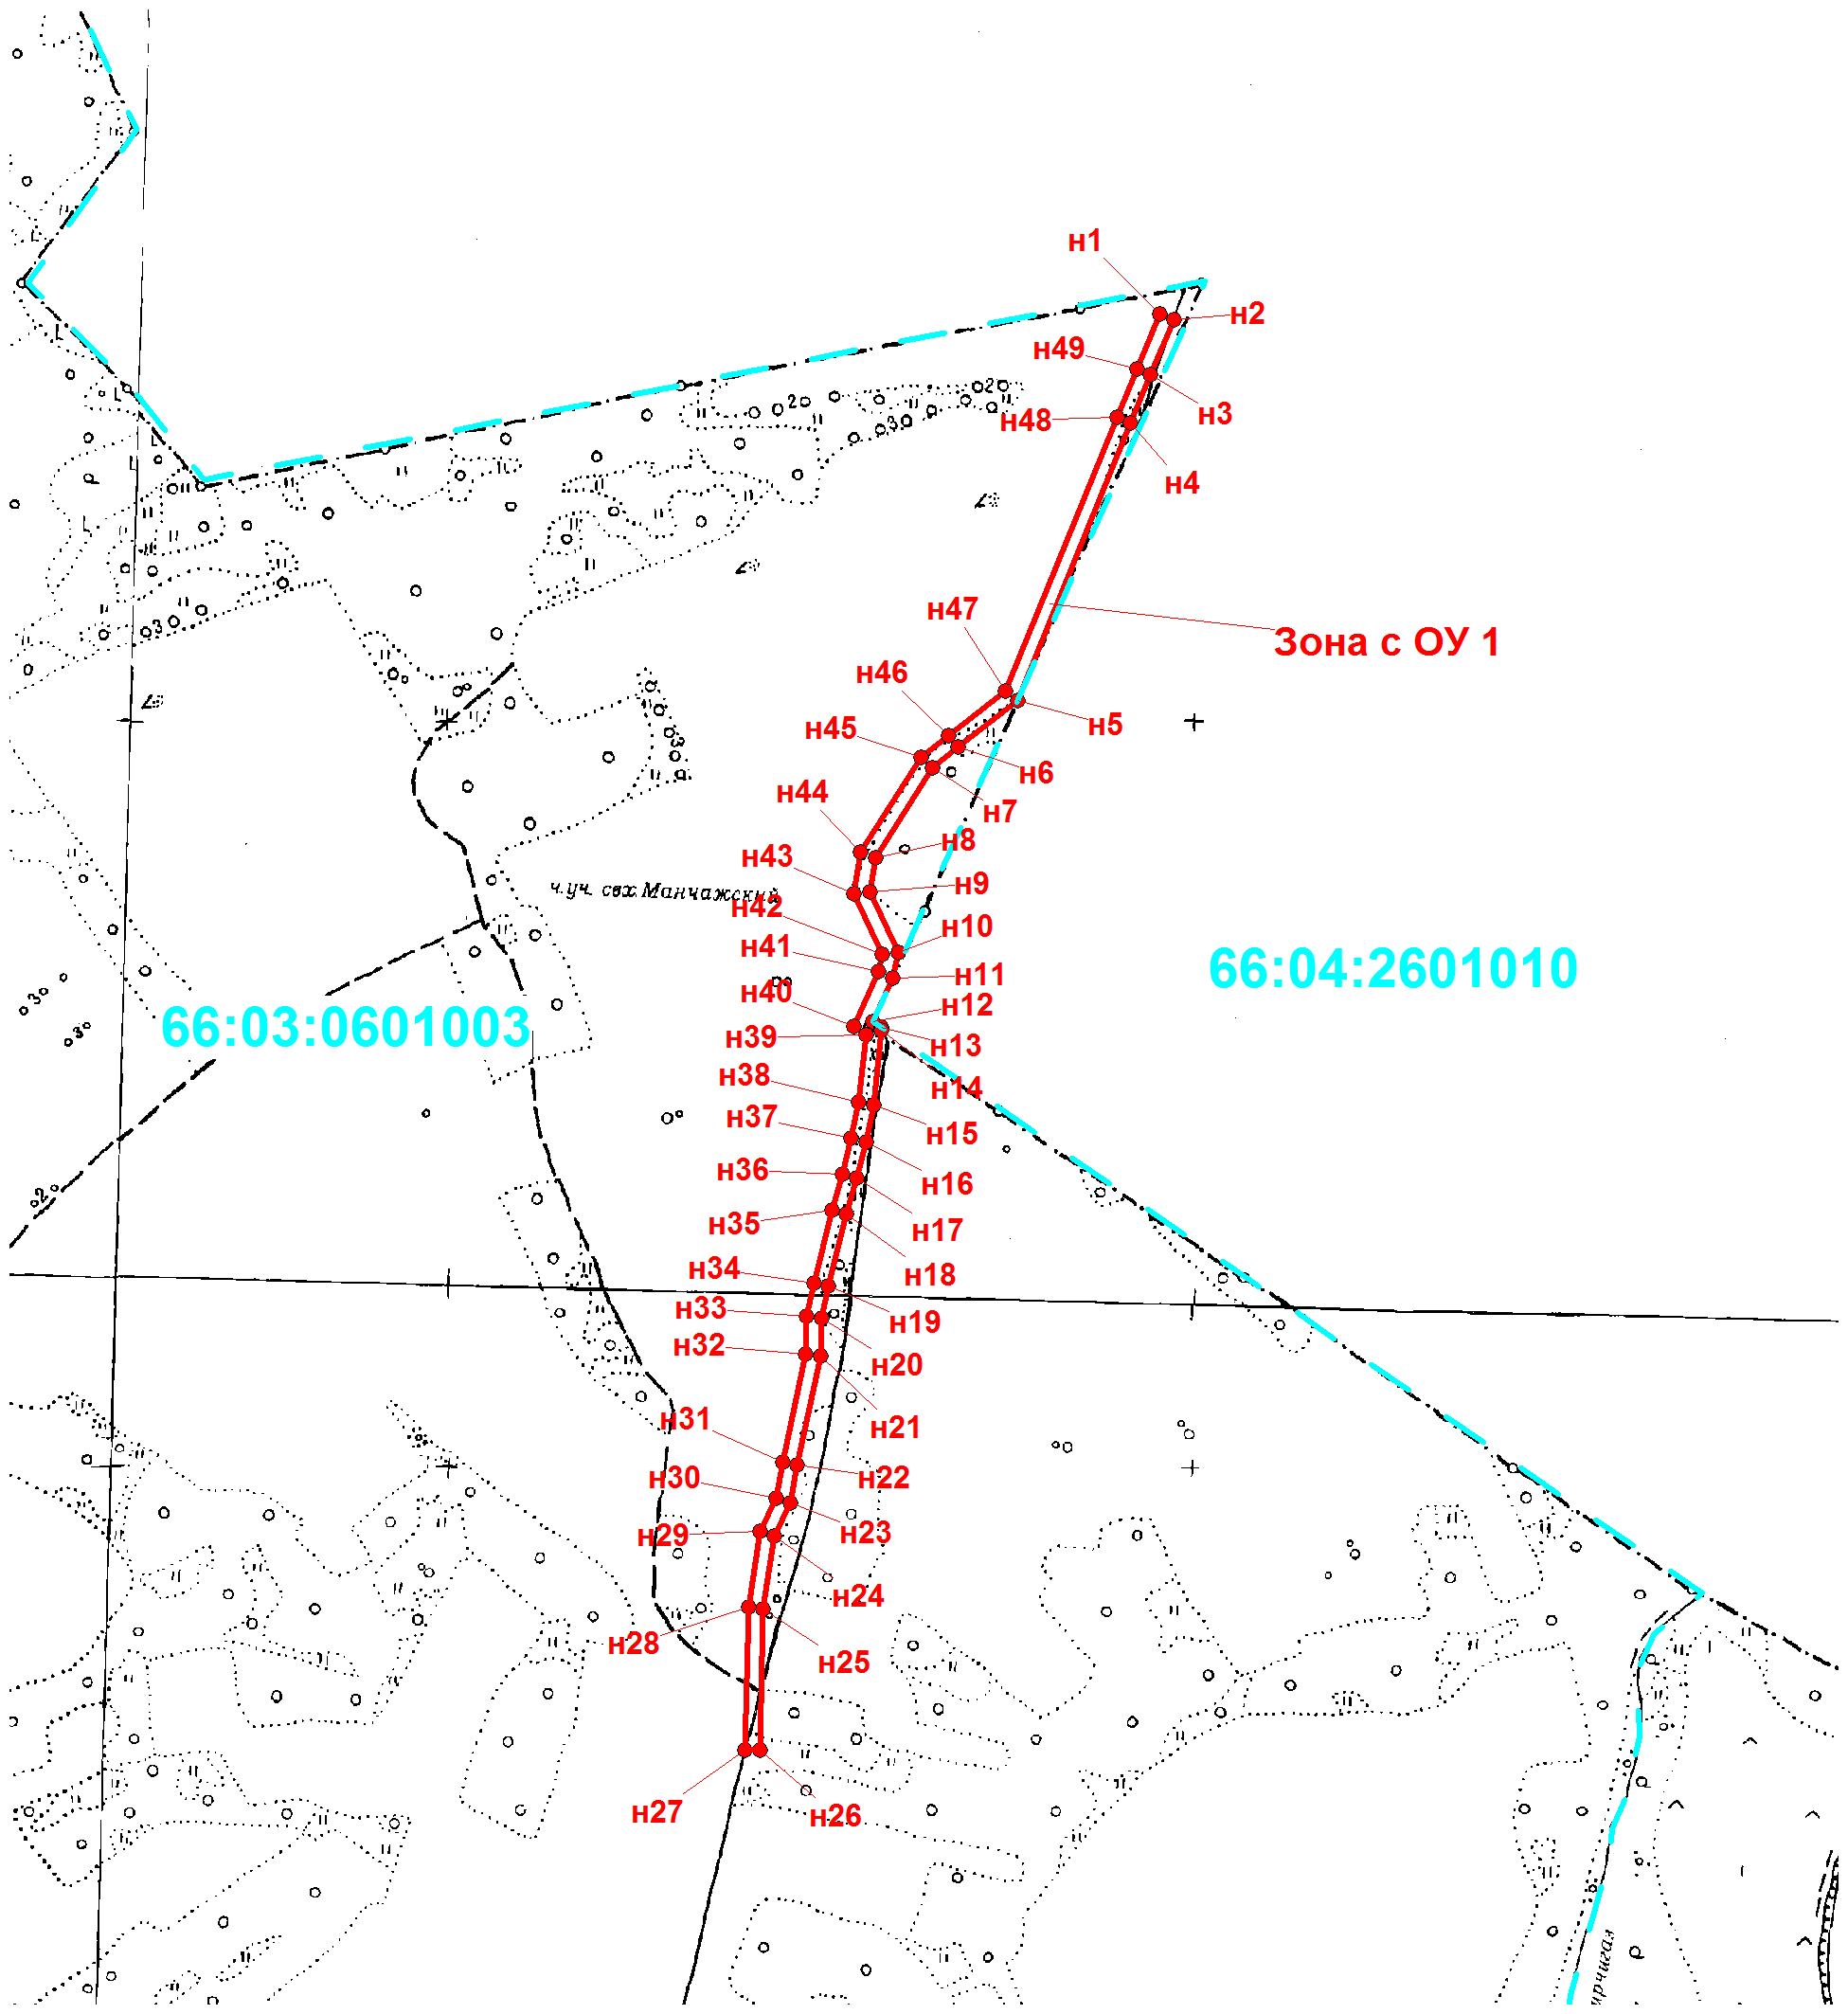 н1
н2
н49
н3
н48
н4
н47
Зона с ОУ 1
н46
н5
н45
н6
н7
н44
н8
н43
н9
ч.уч. свх. Манчажский
н42
н10
н41
н11
66:04:2601010
н40
н12
66:03:0601003
н39
н13
н38
н14
н37
н15
н36
н16
н35
н17
н34
н18
н33
н19
н32
н20
н31
н21
н30
н22
н29
н23
н28
н24
н25
н27
н26